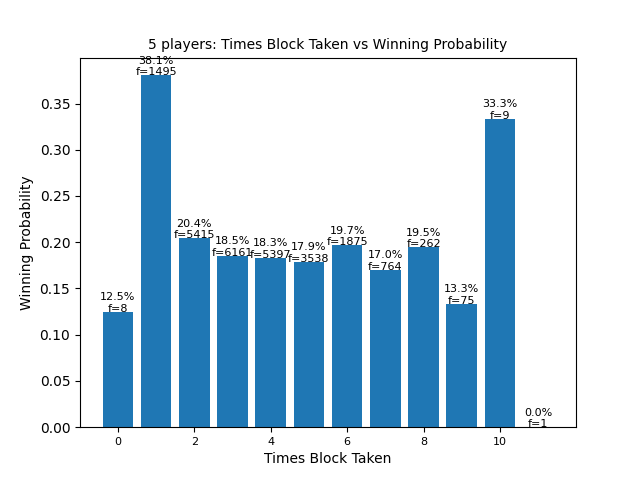 5 players: Times Block Taken vs Winning Probability
Winning Probability
0.35
0.30
0.25
0.20
0.15
0.10
0.05
0.00
12.5%
f=8
38.1%
f=1495
20.4%
f=5415
18.5%
f=6161
18.3%
f=5397
17.9%
f=3538
19.7%
f=1875
17.0%
f=764
19.5%
f=262
13.3%
f=75
33.3%
f=9
0.0%
f=1
0 2 4 6 8 10
Times Block Taken